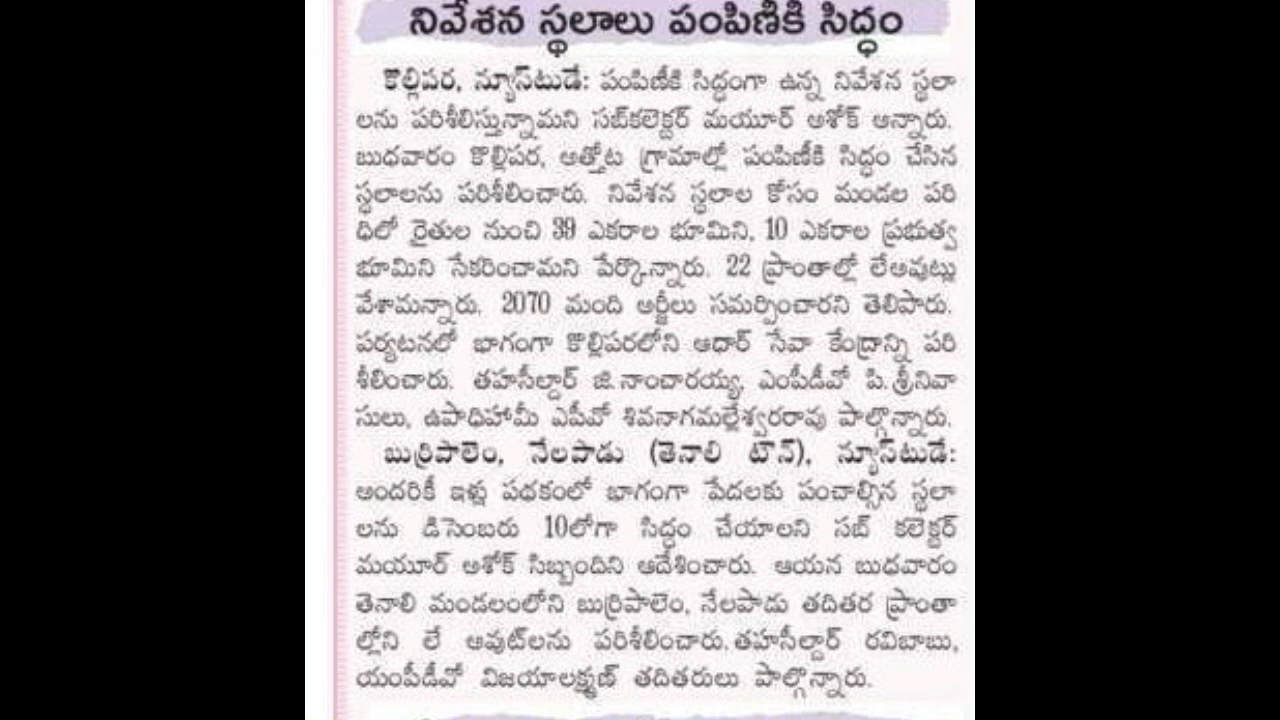 నివేశన స్థలాలు పంపిణీకి సిద్ధం
కొల్లిపర, న్యూస్‌టుడే: పంపిణీకి సిద్ధంగా ఉన్న నివేశన స్థలా
లను పరిశీలిస్తున్నామని సబ్‌కలెక్టర్ మయూర్ అశోక్ అన్నారు.
బుధవారం కొల్లిపర, అత్తోట గ్రామాల్లో పంపిణీకి సిద్ధం చేసిన
స్థలాలను పరిశీలించారు. నివేశన స్థలాల కోసం మండల పరి
ధిలో రైతుల నుంచి 39 ఎకరాల భూమిని, 10 ఎకరాల ప్రభుత్వ
భూమిని సేకరించామని పేర్కొన్నారు. 22 ప్రాంతాల్లో లేఅవుట్లు
వేశామన్నారు. 2070 మంది అర్జీలు సమర్పించారని తెలిపారు.
పర్యటనలో భాగంగా కొల్లిపరలోని ఆదార్ సేవా కేంద్రాన్ని పరి
శీలించారు. తహసీల్దార్ జి.నాంచారయ్య, ఎంపీడీవో పి.శ్రీనివా
సులు, ఉపాధిహామీ ఎపీవో శివనాగమల్లేశ్వరరావు పాల్గొన్నారు.
బుర్రిపాలెం, నేలపాడు (తెనాలి టౌన్), న్యూస్‌టుడే:
అందరికీ ఇళ్లు పథకంలో భాగంగా పేదలకు పంచాల్సిన స్థలా
లను డిసెంబరు 10లోగా సిద్ధం చేయాలని సబ్ కలెక్టర్
మయూర్ అశోక్ సిబ్బందిని ఆదేశించారు. ఆయన బుధవారం
తెనాలి మండలంలోని బుర్రిపాలెం, నేలపాడు తదితర ప్రాంతా
ల్లోని లే అవుట్‌లను పరిశీలించారు.తహసీల్దార్ రవిబాబు,
యంపీడీవో విజయాలక్ష్మణ్ తదితరులు పాల్గొన్నారు.